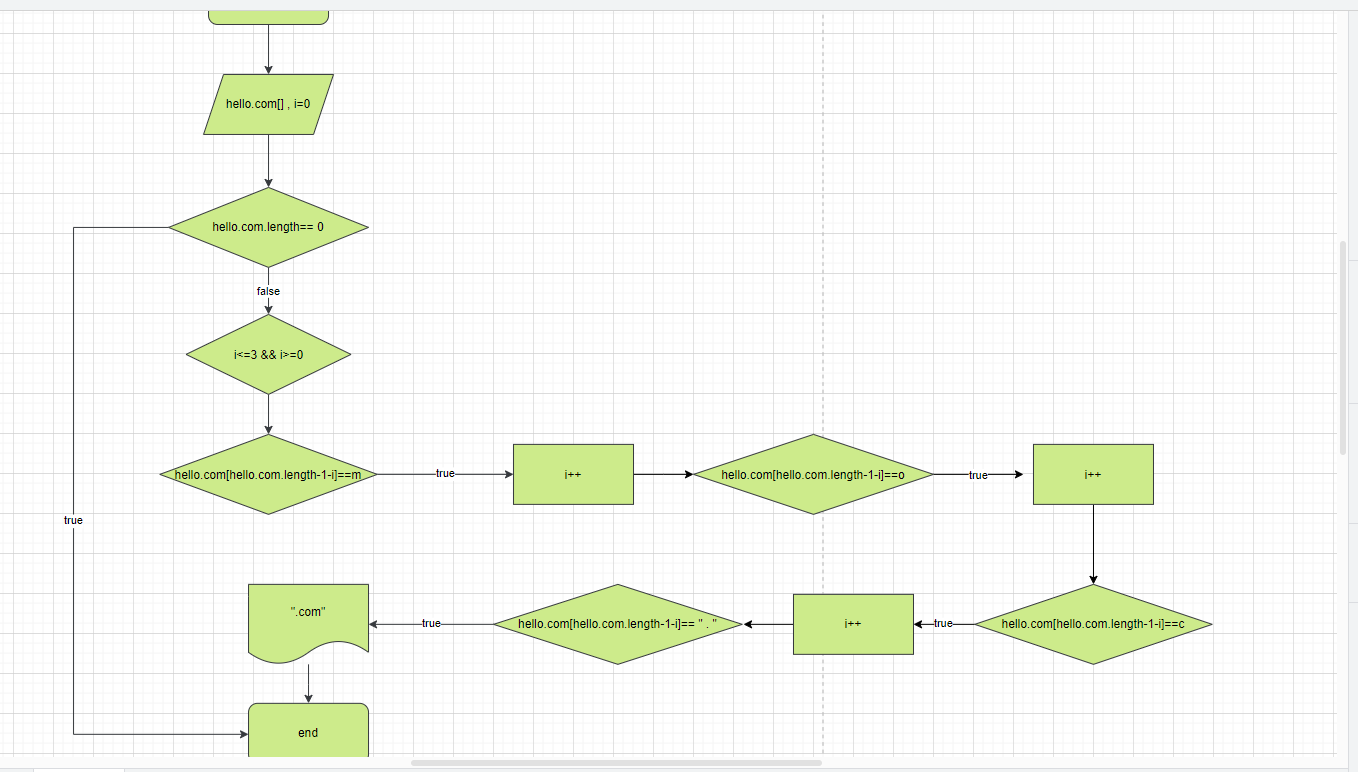 hello.com[] , i=0
hello.com.length== 0
false
i<=3 && i>=0
hello.com[hello.com.length-1-i]==m
true
i++
hello.com[hello.com.length-1-i]==o
true
i++
true
".com"
true
hello.com[hello.com.length-1-i]== " . "
i++
true
hello.com[hello.com.length-1-i]==c
end